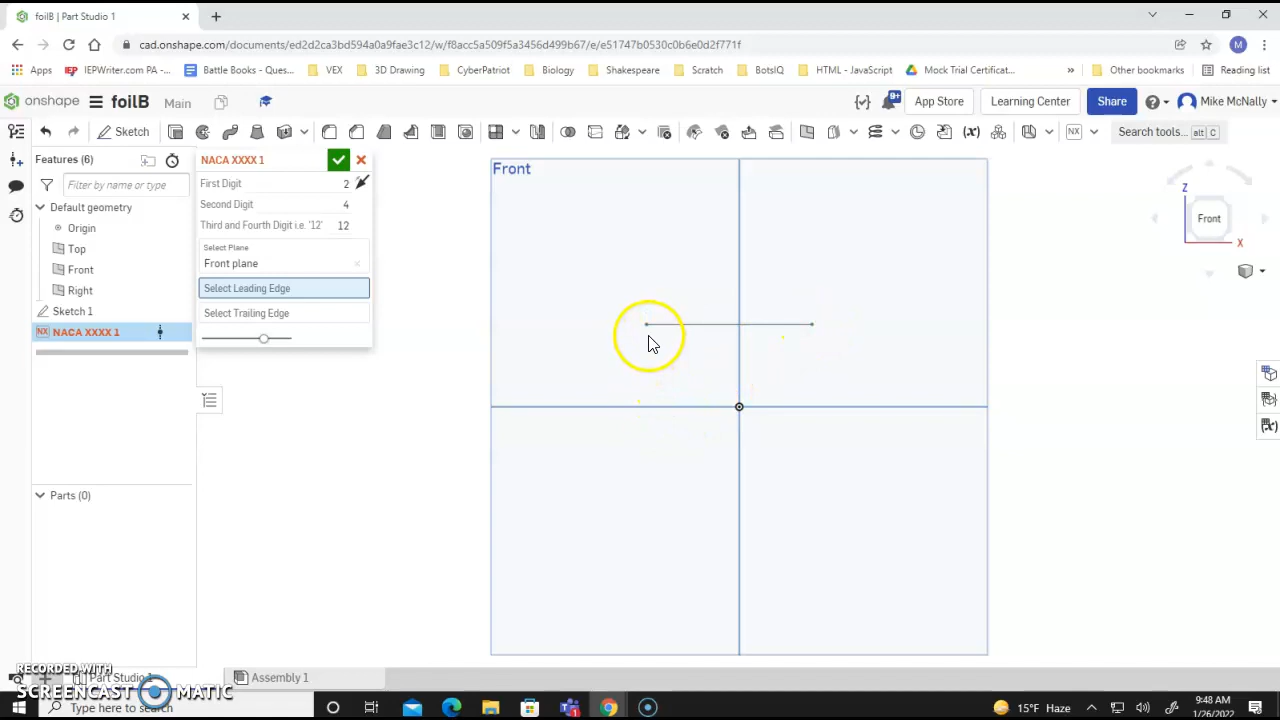 foilB | Part Studio 1
cad.onshape.com/documents/ed2d2ca3bd594a0a9fae3c12/w/f8acc5a509f5a3456d499b67/e/e51747b0530c0b6e0d2f771f
M
Apps IEPWriter.com PA -... Battle Books - Ques... VEX 3D Drawing CyberPatriot Biology Shakespeare Scratch BotsIQ HTML - JavaScript Mock Trial Certificat... » Other bookmarks Reading list
onshape foilB Main 9+ App Store Learning Center Share Mike McNally
Sketch (x) NX Search tools... alt C
Features (6)
Filter by name or type
Default geometry
Origin
Top
Front
Right
Sketch 1
NX NACA XXXX 1
Parts (0)
NACA XXXX 1
First Digit 2
Second Digit 4
Third and Fourth Digit i.e. '12' 12
Select Plane
Front plane
Select Leading Edge
Select Trailing Edge
Front
Z
Front
X
(x)
RECORDED WITH
SCREENCAST MATIC
Part Studio 1 Assembly 1
Type here to search
15°F Haze
9:48 AM
1/26/2022